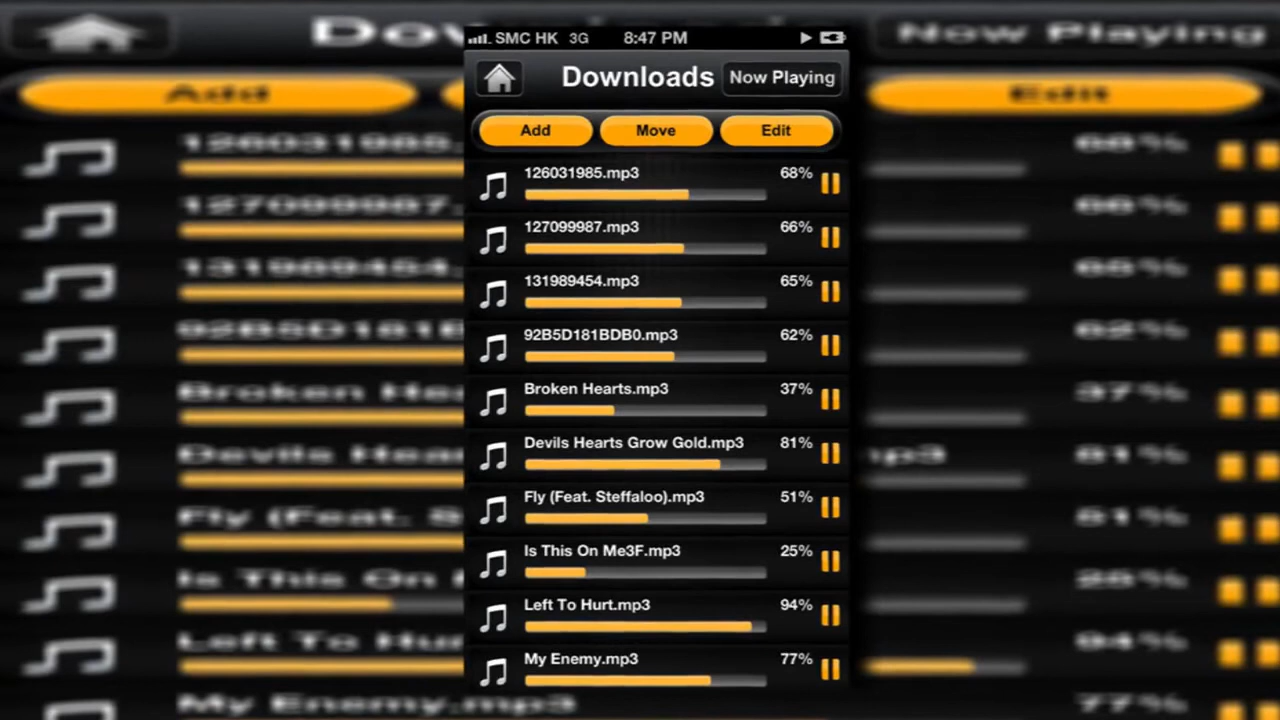 SMC HK 3G 8:47 PM
Downloads Now Playing
Add Move Edit
126031985.mp3 68%
127099987.mp3 66%
131989454.mp3 65%
92B5D181BDB0.mp3 62%
Broken Hearts.mp3 37%
Devils Hearts Grow Gold.mp3 81%
Fly (Feat. Steffaloo).mp3 51%
Is This On Me3F.mp3 25%
Left To Hurt.mp3 94%
My Enemy.mp3 77%